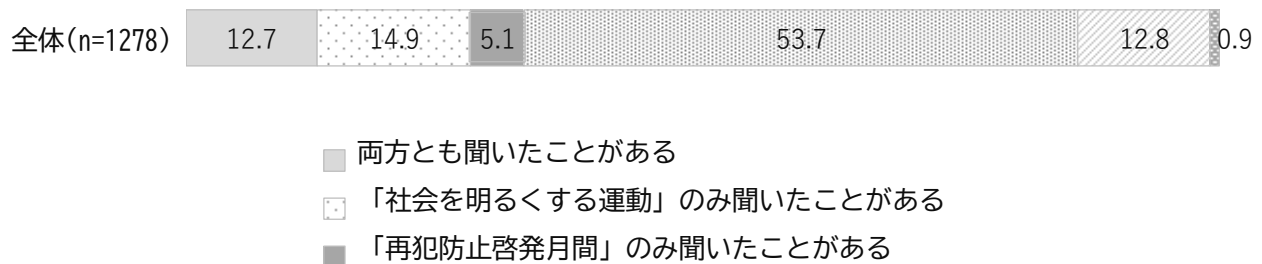 全体(n=1278) 12.7 14.9 5.1 53.7 12.8 0.9
両方とも聞いたことがある
「社会を明るくする運動」のみ聞いたことがある
「再犯防止啓発月間」のみ聞いたことがある